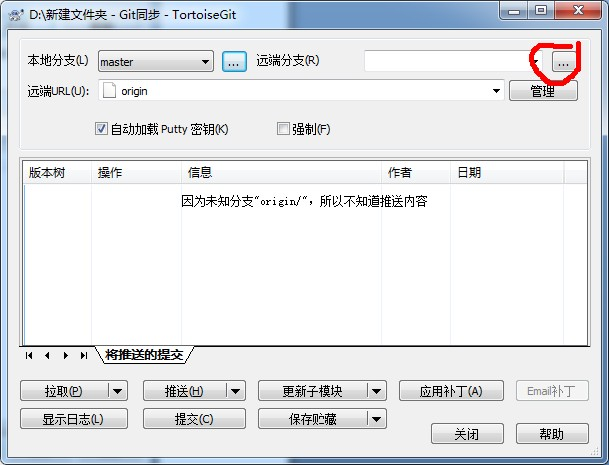 D:\新建文件夹 - Git同步 - TortoiseGit
本地分支(L) master ... 远端分支(R) ...
远端URL(U): origin 管理
自动加载 Putty 密钥(K) 强制(F)
版本树 操作 信息 作者 日期
因为未知分支"origin/"，所以不知道推送内容
将推送的提交
拉取(P) 推送(H) 更新子模块 应用补丁(A) Email补丁
显示日志(L) 提交(C) 保存贮藏
关闭 帮助